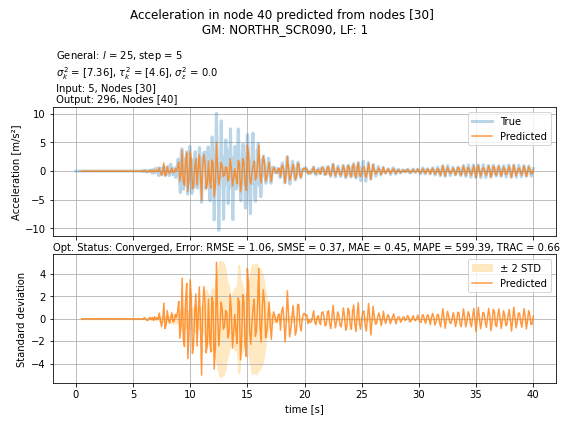 Acceleration in node 40 predicted from nodes [30]
GM: NORTHR_SCR090, LF: 1
General: l = 25, step = 5
σ²ₖ = [7.36], τ²ₖ = [4.6], σ²ε = 0.0
Input: 5, Nodes [30]
Output: 296, Nodes [40]
10
5
0
−5
−10
Acceleration [m/s²]
True
Predicted
Opt. Status: Converged, Error: RMSE = 1.06, SMSE = 0.37, MAE = 0.45, MAPE = 599.39, TRAC = 0.66
4
2
0
−2
−4
Standard deviation
± 2 STD
Predicted
0 5 10 15 20 25 30 35 40
time [s]